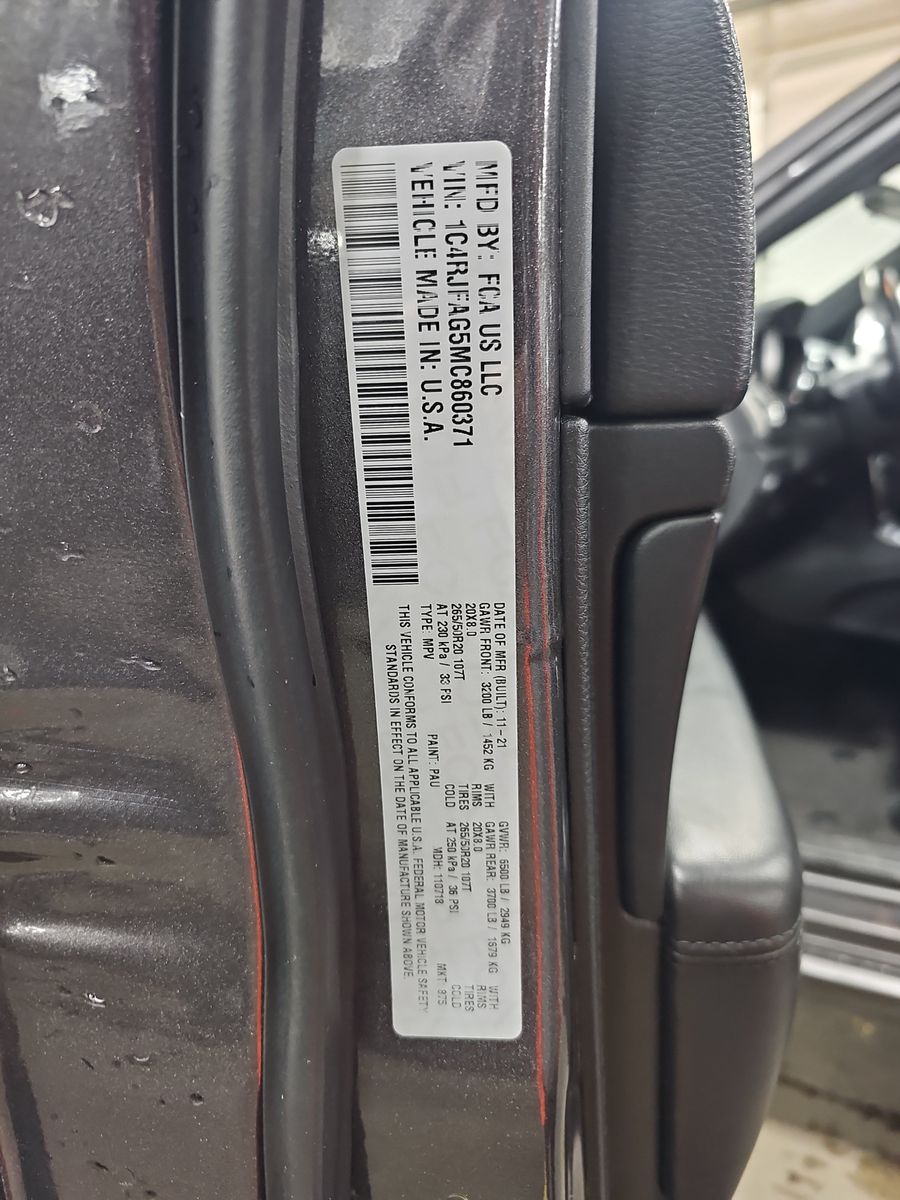 MFD BY: FCA US LLC
VIN: 1C4RJFAG5MC860371
VEHICLE MADE IN: U.S.A.
DATE OF MFR (BUILT): 11-21 GVWR: 6500 LB / 2949 KG
GAWR FRONT: 3200 LB / 1452 KG WITH GAWR REAR: 3700 LB / 1679 KG WITH
20X8.0 RIMS 20X8.0 RIMS
265/50R20 107T TIRES 265/50R20 107T TIRES
AT 230 kPa / 33 PSI COLD AT 250 kPa / 36 PSI COLD
TYPE: MPV PAINT: PAU MDH: 110718 MKT: 975
THIS VEHICLE CONFORMS TO ALL APPLICABLE U.S.A. FEDERAL MOTOR VEHICLE SAFETY
STANDARDS IN EFFECT ON THE DATE OF MANUFACTURE SHOWN ABOVE.